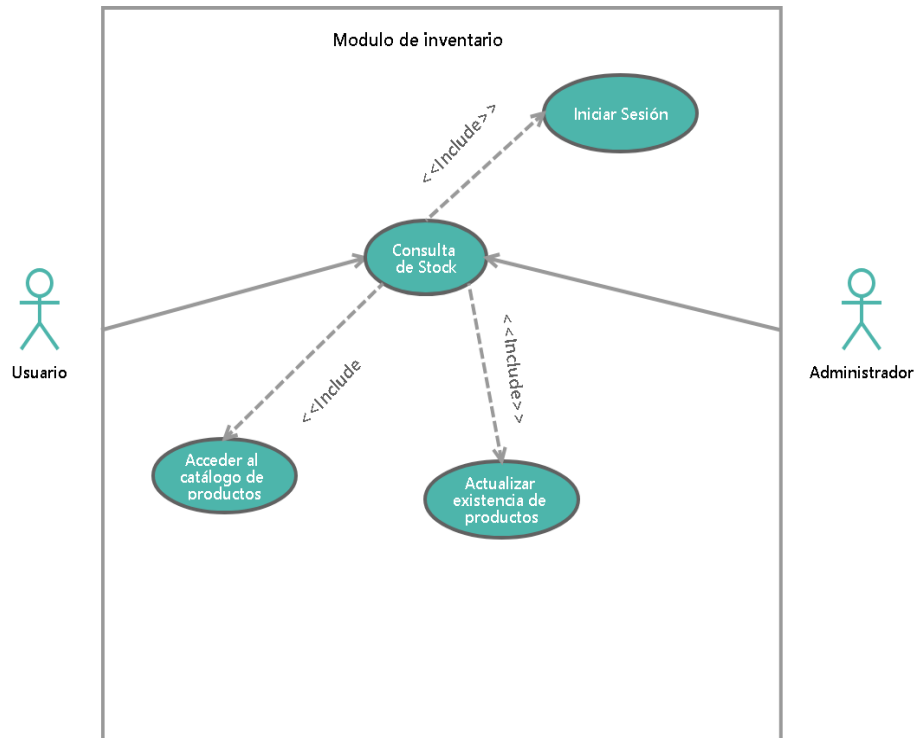 Modulo de inventario
Iniciar Sesión
<<Include>>
Consulta
de Stock
Usuario
Administrador
<<Include
<<Include>>
Acceder al
catálogo de
productos
Actualizar
existencia de
productos